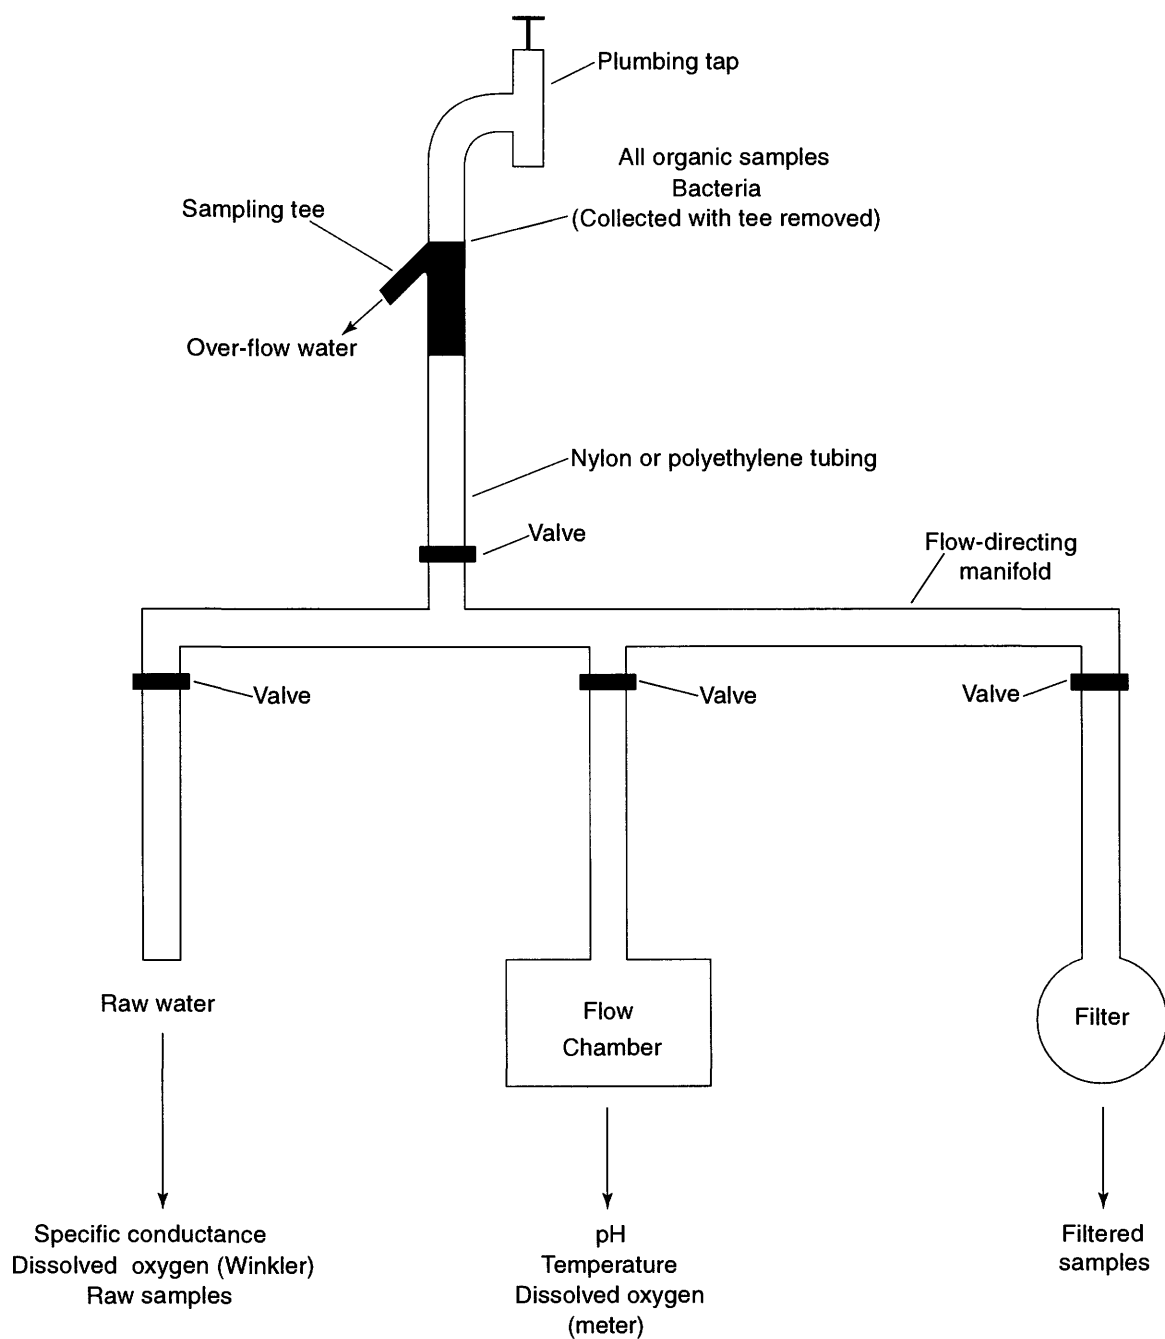 Plumbing tap
All organic samples
Bacteria
(Collected with tee removed)
Sampling tee
Over-flow water
Nylon or polyethylene tubing
Valve
Flow-directing
manifold
Valve
Valve
Valve
Raw water
Flow
Chamber
Filter
Specific conductance
Dissolved oxygen (Winkler)
Raw samples
pH
Temperature
Dissolved oxygen
(meter)
Filtered
samples